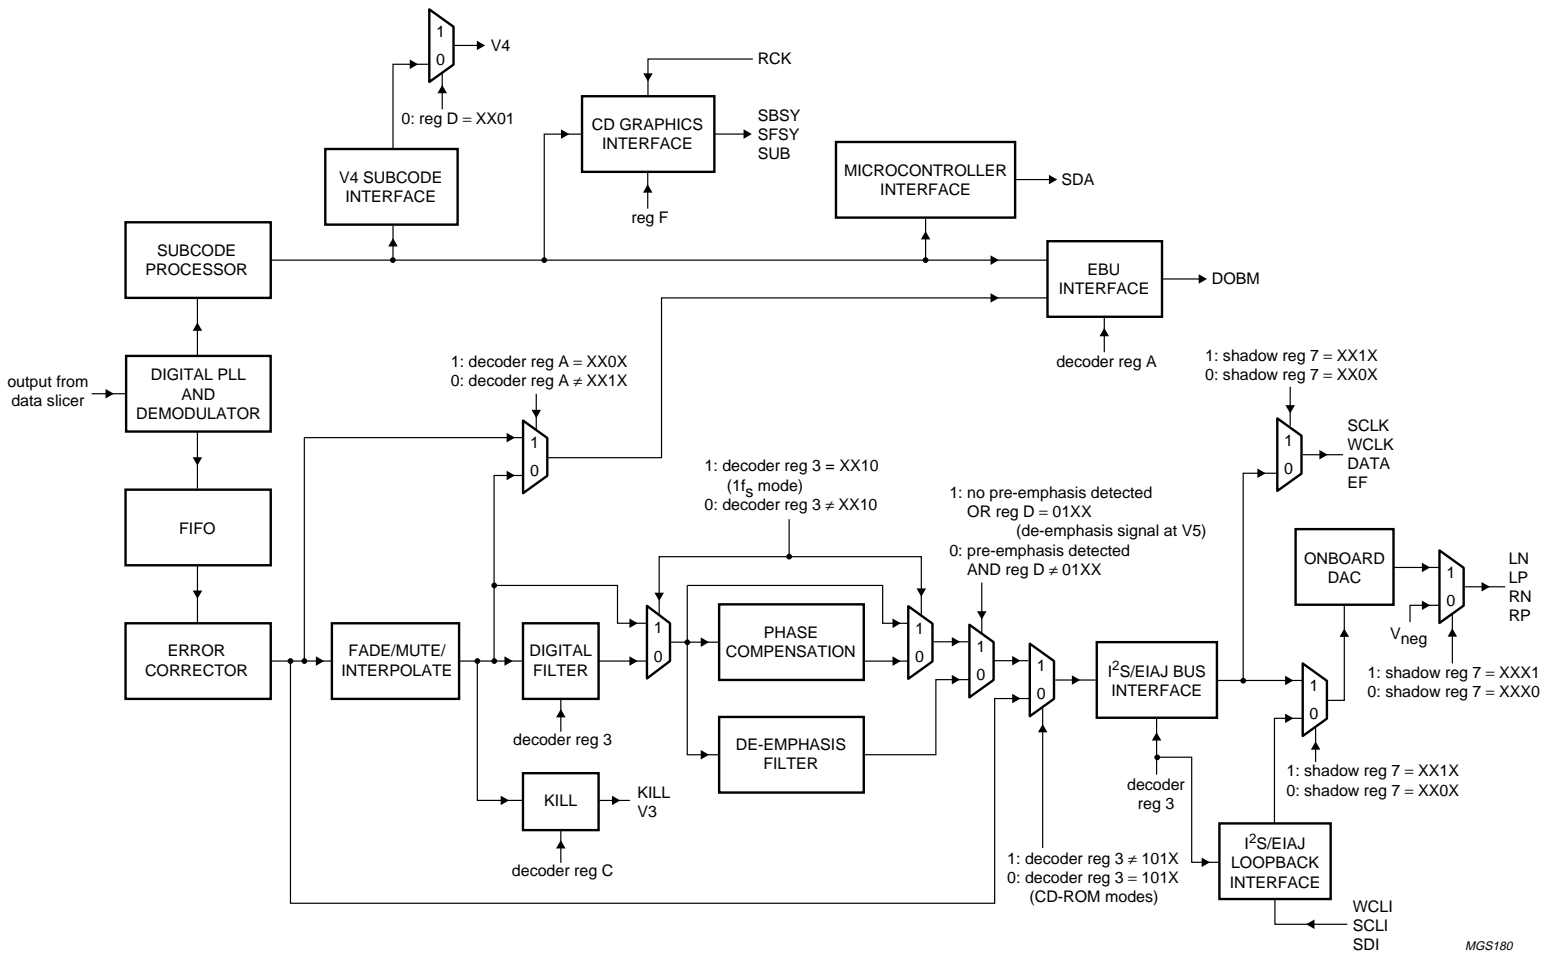 1
0
V4
0: reg D = XX01
RCK
CD GRAPHICS
INTERFACE
SBSY
SFSY
SUB
reg F
V4 SUBCODE
INTERFACE
MICROCONTROLLER
INTERFACE
SDA
SUBCODE
PROCESSOR
EBU
INTERFACE
DOBM
decoder reg A
output from
data slicer
DIGITAL PLL
AND
DEMODULATOR
1: decoder reg A = XX0X
0: decoder reg A ≠ XX1X
1
0
1: shadow reg 7 = XX1X
0: shadow reg 7 = XX0X
1
0
SCLK
WCLK
DATA
EF
FIFO
1: decoder reg 3 = XX10
(1fs mode)
0: decoder reg 3 ≠ XX10
1: no pre-emphasis detected
OR reg D = 01XX
(de-emphasis signal at V5)
0: pre-emphasis detected
AND reg D ≠ 01XX
ONBOARD
DAC
1
0
Vneg
LN
LP
RN
RP
1: shadow reg 7 = XXX1
0: shadow reg 7 = XXX0
ERROR
CORRECTOR
FADE/MUTE/
INTERPOLATE
DIGITAL
FILTER
decoder reg 3
1
0
PHASE
COMPENSATION
1
0
1
0
1
0
I2S/EIAJ BUS
INTERFACE
1
0
DE-EMPHASIS
FILTER
KILL
KILL
V3
decoder reg C
decoder
reg 3
1: shadow reg 7 = XX1X
0: shadow reg 7 = XX0X
1: decoder reg 3 ≠ 101X
0: decoder reg 3 = 101X
(CD-ROM modes)
I2S/EIAJ
LOOPBACK
INTERFACE
WCLI
SCLI
SDI
MGS180